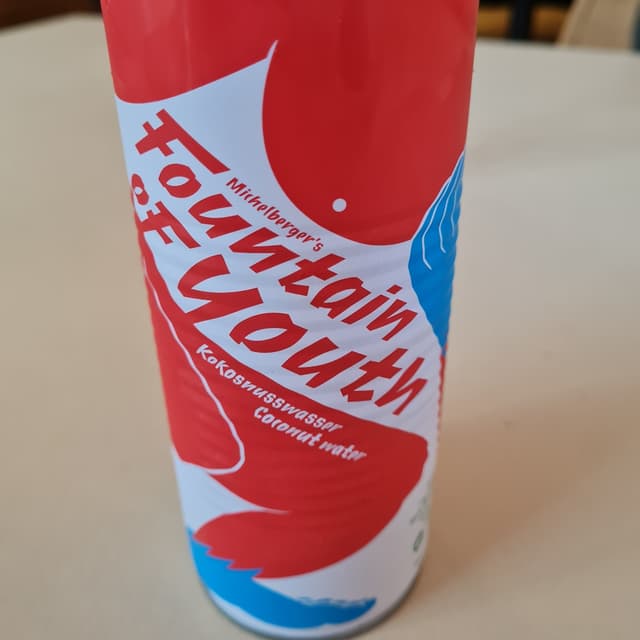 Michelberger's
Fountain
of Youth
Kokosnusswasser
Coconut water